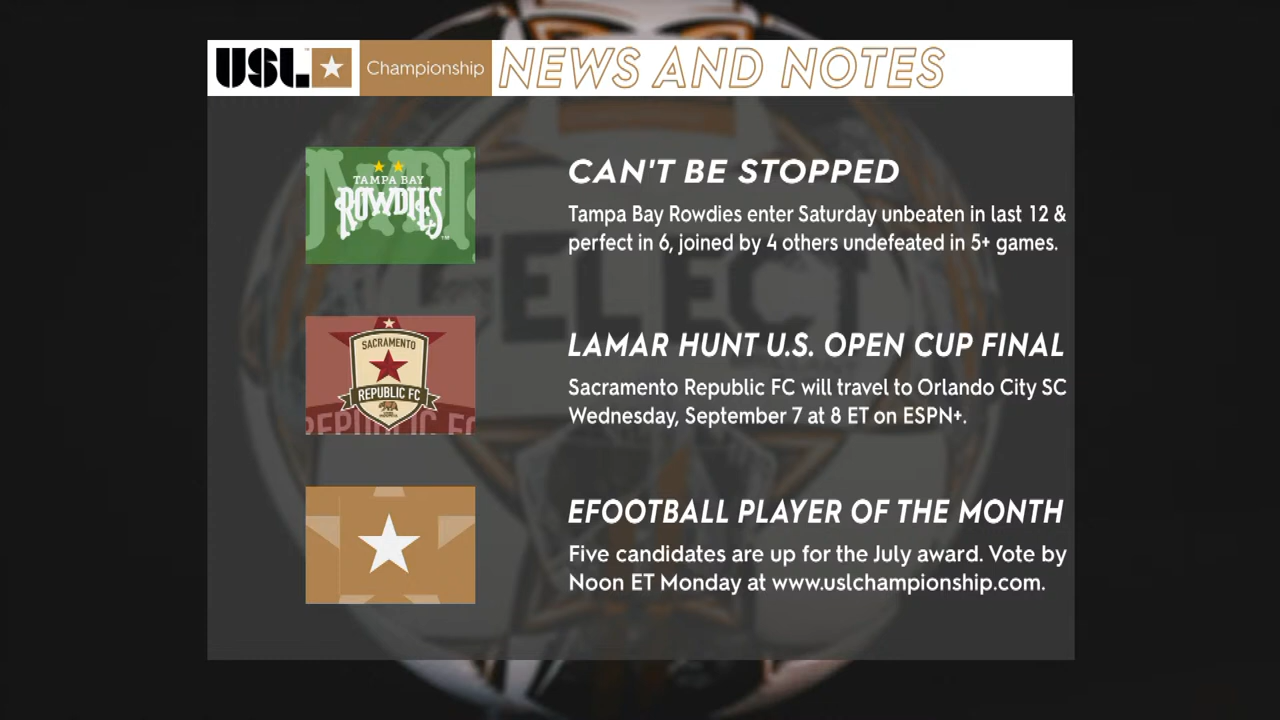 USL Championship NEWS AND NOTES
TAMPA BAY
ROWDIES
TM
CAN'T BE STOPPED
Tampa Bay Rowdies enter Saturday unbeaten in last 12 &
perfect in 6, joined by 4 others undefeated in 5+ games.
SELECT
SACRAMENTO
REPUBLIC FC
REPUBLIC FC
LAMAR HUNT U.S. OPEN CUP FINAL
Sacramento Republic FC will travel to Orlando City SC
Wednesday, September 7 at 8 ET on ESPN+.
EFOOTBALL PLAYER OF THE MONTH
Five candidates are up for the July award. Vote by
Noon ET Monday at www.uslchampionship.com.